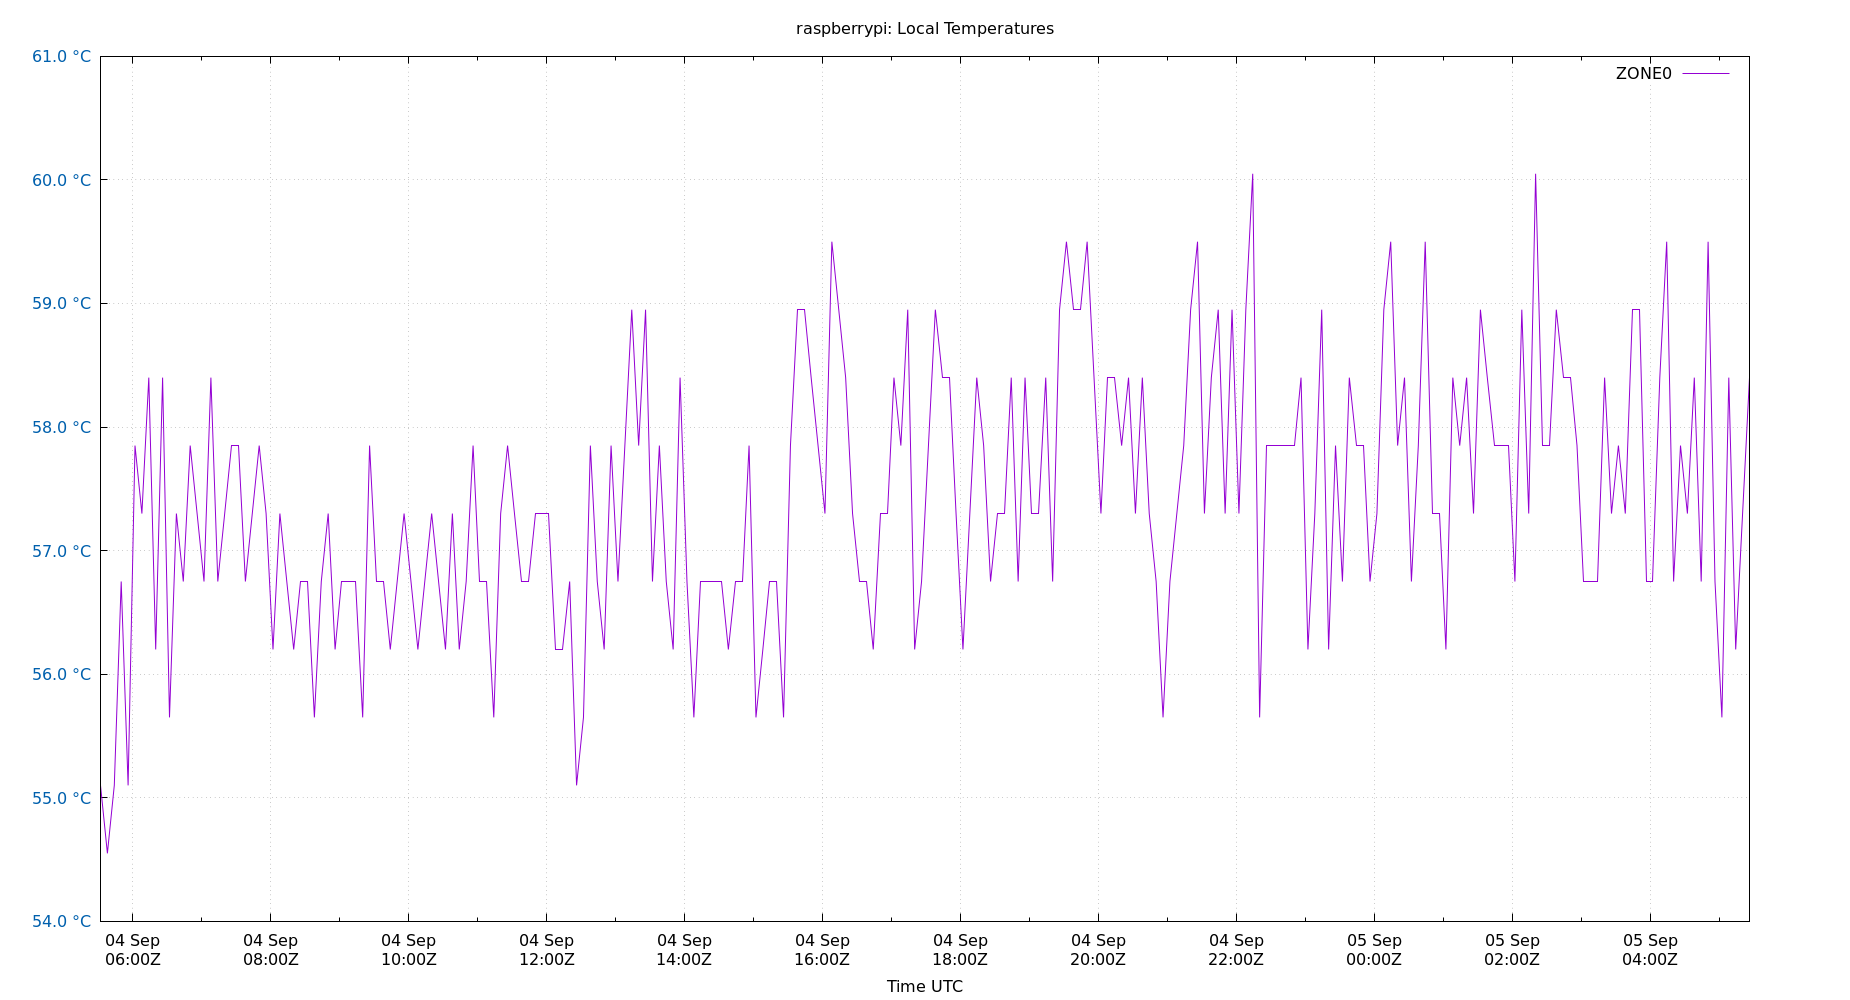 raspberrypi: Local Temperatures
61.0 °C
ZONE0
60.0 °C
59.0 °C
58.0 °C
57.0 °C
56.0 °C
55.0 °C
54.0 °C
04 Sep 04 Sep 04 Sep 04 Sep 04 Sep 04 Sep 04 Sep 04 Sep 04 Sep 05 Sep 05 Sep 05 Sep
06:00Z 08:00Z 10:00Z 12:00Z 14:00Z 16:00Z 18:00Z 20:00Z 22:00Z 00:00Z 02:00Z 04:00Z
Time UTC